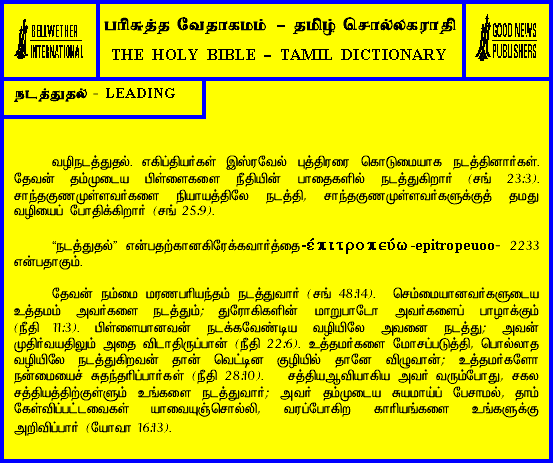 BELLWETHER
INTERNATIONAL
பரிசுத்த வேதாகமம் – தமிழ் சொல்லகராதி
THE HOLY BIBLE – TAMIL DICTIONARY
GOOD NEWS
PUBLISHERS
நடத்துதல் - LEADING
வழிநடத்துதல். எகிப்தியர்கள் இஸ்ரவேல் புத்திரரை கொடுமையாக நடத்தினார்கள்.
தேவன் தம்முடைய பிள்ளைகளை நீதியின் பாதைகளில் நடத்துகிறார் (சங் 23:3).
சாந்தகுணமுள்ளவர்களை நியாயத்திலே நடத்தி, சாந்தகுணமுள்ளவர்களுக்குத் தமது
வழியைப் போதிக்கிறார் (சங் 25:9).
“நடத்துதல்” என்பதற்கானகிரேக்கவார்த்தை-έπιτροπεύω-epitropeuoo- 2233
என்பதாகும்.
தேவன் நம்மை மரணபரியந்தம் நடத்துவார் (சங் 48:14). செம்மையானவர்களுடைய
உத்தமம் அவர்களை நடத்தும்; துரோகிகளின் மாறுபாடோ அவர்களைப் பாழாக்கும்
(நீதி 11:3). பிள்ளையானவன் நடக்கவேண்டிய வழியிலே அவனை நடத்து; அவன்
முதிர்வயதிலும் அதை விடாதிருப்பான் (நீதி 22:6). உத்தமர்களை மோசப்படுத்தி, பொல்லாத
வழியிலே நடத்துகிறவன் தான் வெட்டின குழியில் தானே விழுவான்; உத்தமர்களோ
நன்மையைச் சுதந்தரிப்பார்கள் (நீதி 28:10). சத்தியஆவியாகிய அவர் வரும்போது, சகல
சத்தியத்திற்குள்ளும் உங்களை நடத்துவார்; அவர் தம்முடைய சுயமாய்ப் பேசாமல், தாம்
கேள்விப்பட்டவைகள் யாவையுஞ்சொல்லி, வரப்போகிற காரியங்களை உங்களுக்கு
அறிவிப்பார் (யோவா 16:13).